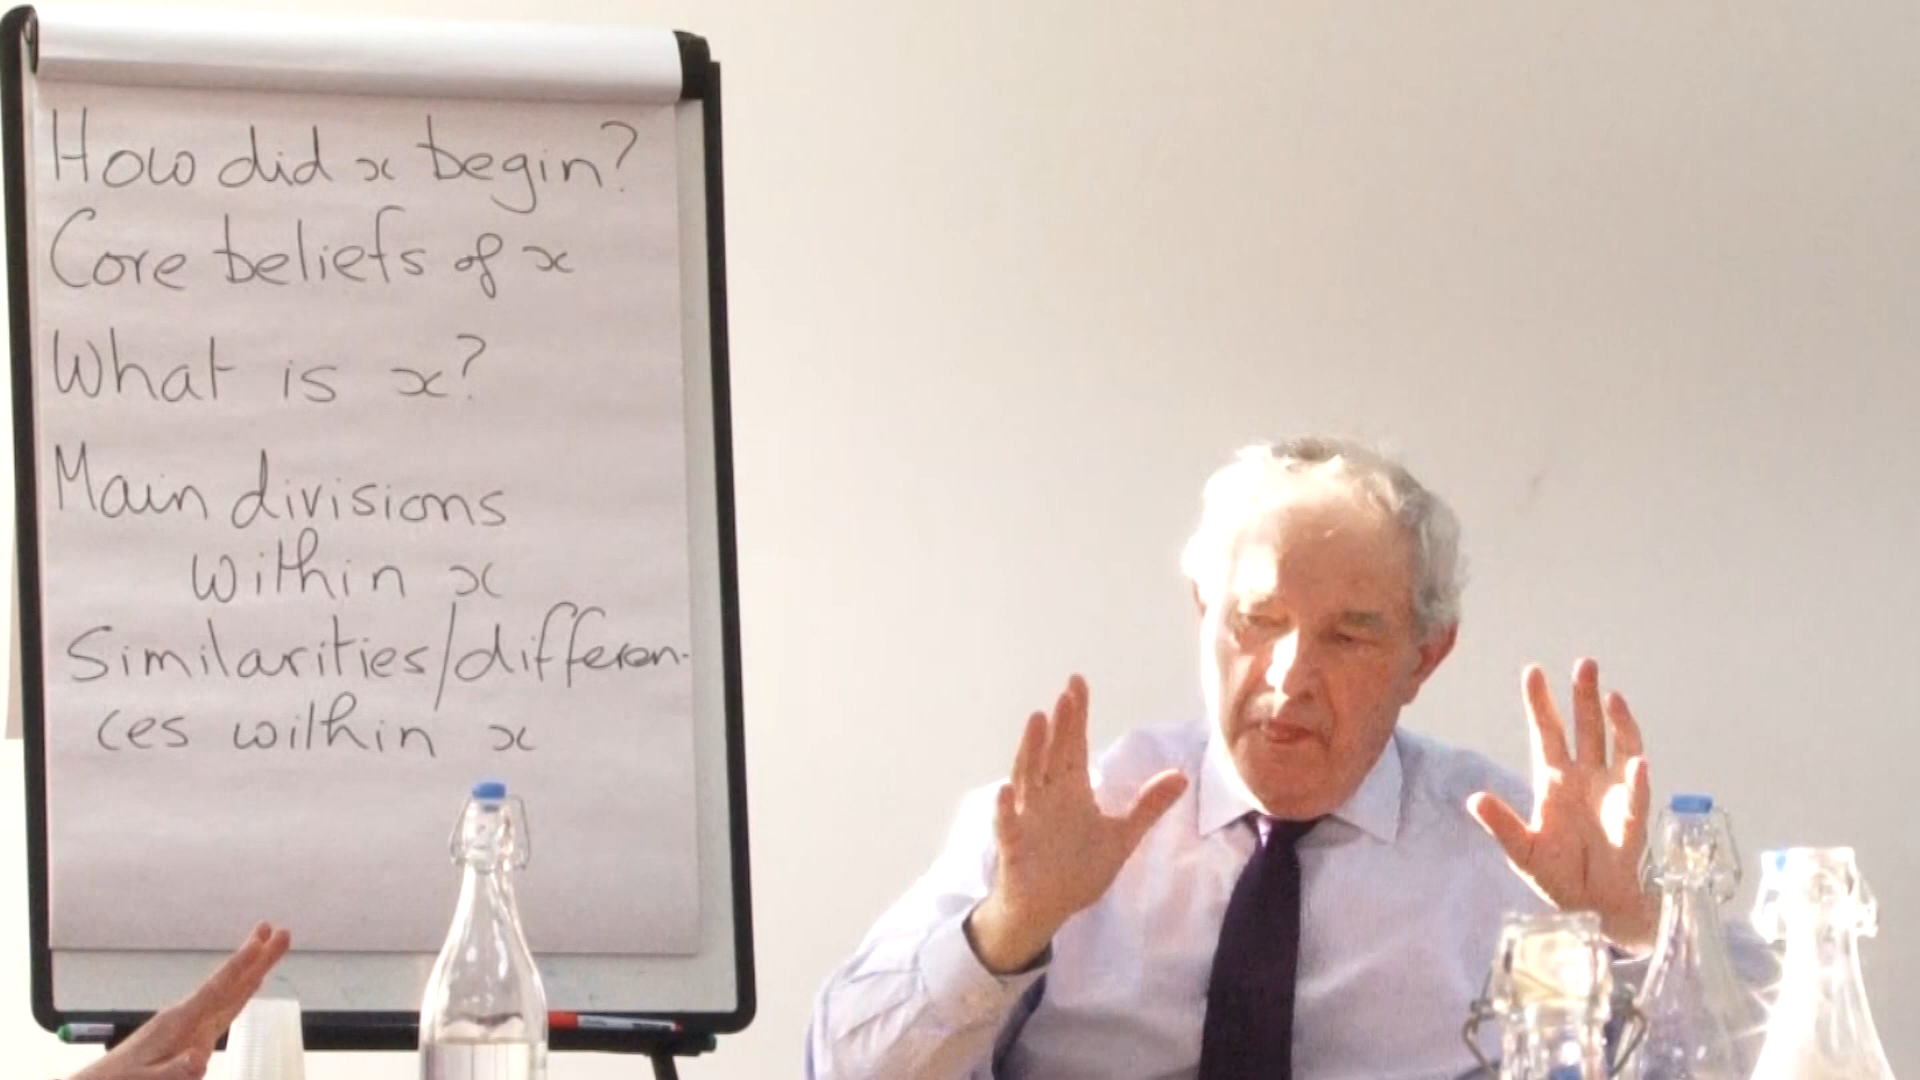 How did x begin?
Core beliefs of x
What is x?
Main divisions
within x
Similarities/differen-
ces within x